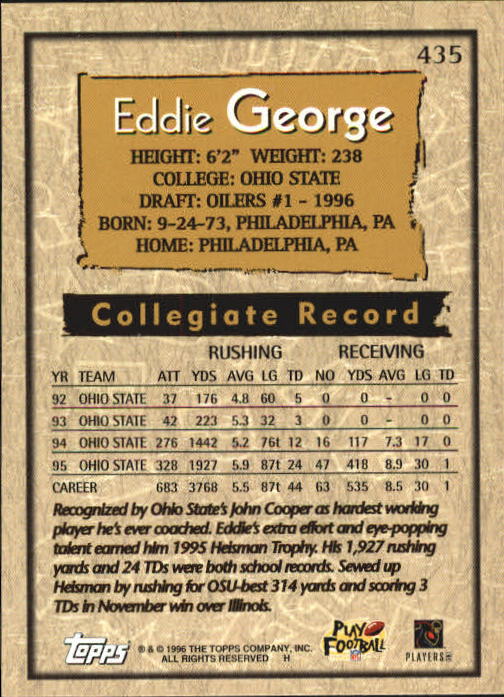 435
Eddie George
HEIGHT: 6'2" WEIGHT: 238
COLLEGE: OHIO STATE
DRAFT: OILERS #1 - 1996
BORN: 9-24-73, PHILADELPHIA, PA
HOME: PHILADELPHIA, PA
Collegiate Record
RUSHING RECEIVING
YR TEAM ATT YDS AVG LG TD NO YDS AVG LG TD
92 OHIO STATE 37 176 4.8 60 5 0 0 - 0 0
93 OHIO STATE 42 223 5.3 32 3 0 0 - 0 0
94 OHIO STATE 276 1442 5.2 76t 12 16 117 7.3 17 0
95 OHIO STATE 328 1927 5.9 87t 24 47 418 8.9 30 1
CAREER 683 3768 5.5 87t 44 63 535 8.5 30 1
Recognized by Ohio State's John Cooper as hardest working
player he's ever coached. Eddie's extra effort and eye-popping
talent earned him 1995 Heisman Trophy. His 1,927 rushing
yards and 24 TDs were both school records. Sewed up
Heisman by rushing for OSU-best 314 yards and scoring 3
TDs in November win over Illinois.
Topps
® & © 1996 THE TOPPS COMPANY, INC.
ALL RIGHTS RESERVED H
PLAY
FOOTBALL
NFL
PLAYERS INC